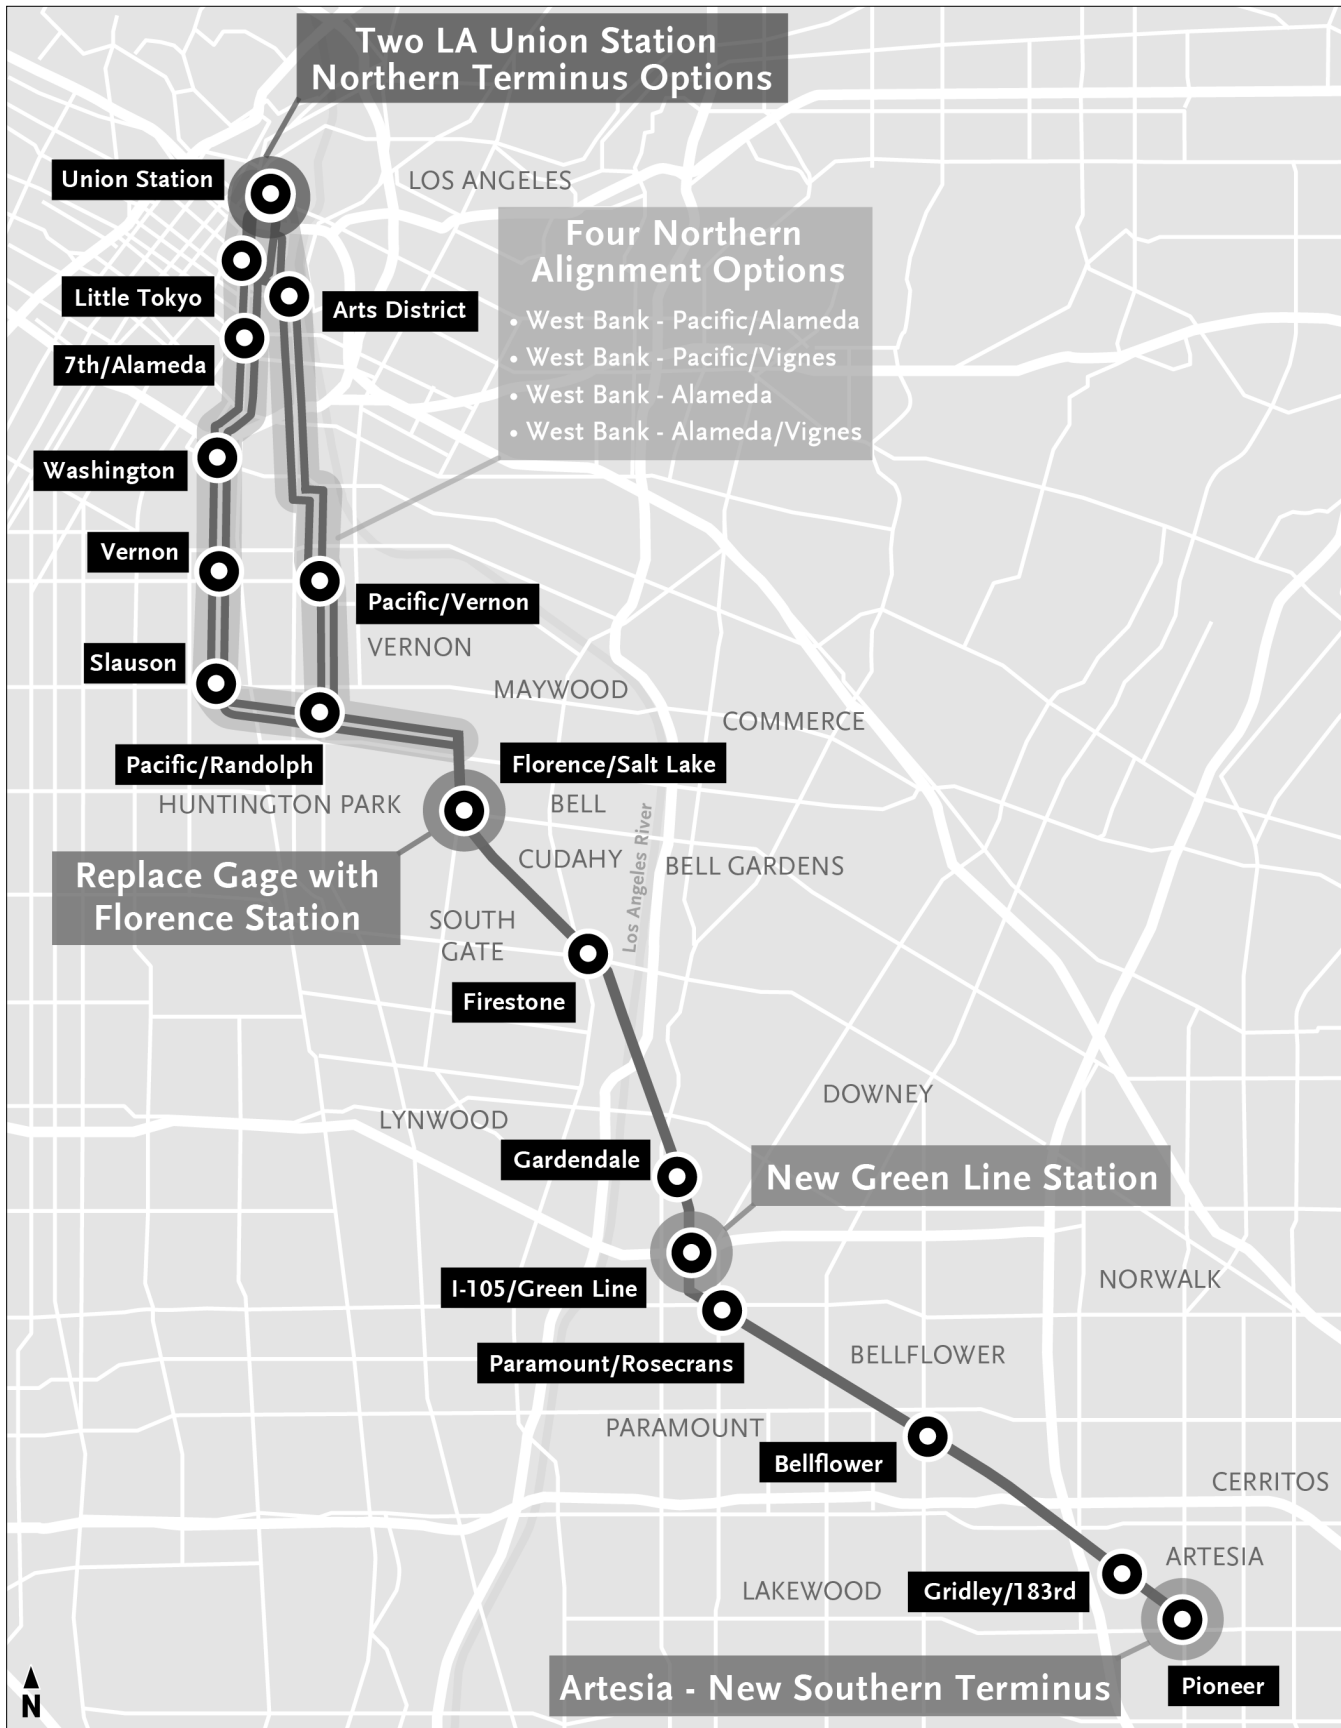 Two LA Union Station
Northern Terminus Options
Union Station
LOS ANGELES
Four Northern
Alignment Options
• West Bank - Pacific/Alameda
• West Bank - Pacific/Vignes
• West Bank - Alameda
• West Bank - Alameda/Vignes
Little Tokyo
Arts District
7th/Alameda
Washington
Vernon
Pacific/Vernon
VERNON
Slauson
MAYWOOD
COMMERCE
Pacific/Randolph
Florence/Salt Lake
HUNTINGTON PARK
BELL
Los Angeles River
CUDAHY
BELL GARDENS
Replace Gage with
Florence Station
SOUTH
GATE
Firestone
DOWNEY
LYNWOOD
Gardendale
New Green Line Station
I-105/Green Line
NORWALK
Paramount/Rosecrans
BELLFLOWER
PARAMOUNT
Bellflower
CERRITOS
ARTESIA
LAKEWOOD
Gridley/183rd
Artesia - New Southern Terminus
Pioneer
N